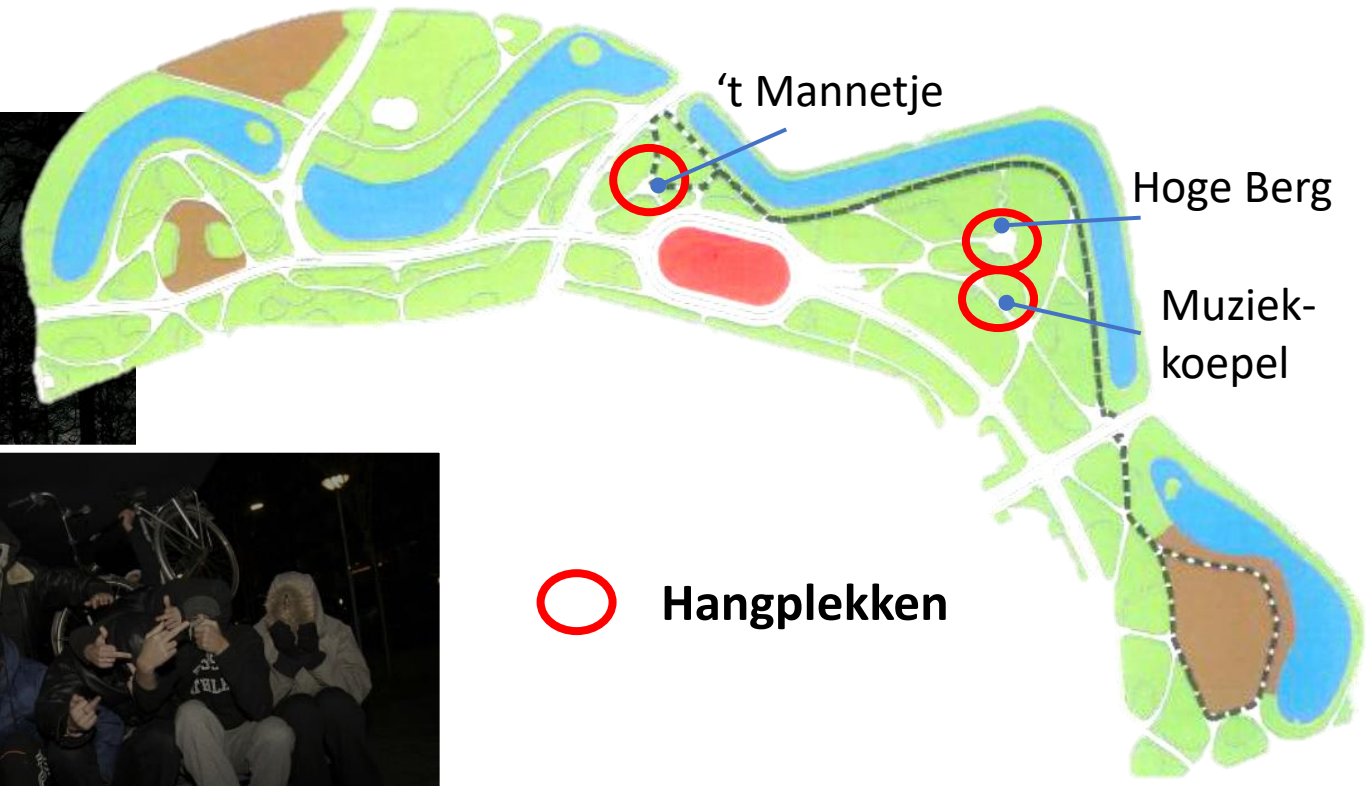 ‘t Mannetje
Hoge Berg
Muziek-
koepel
Hangplekken